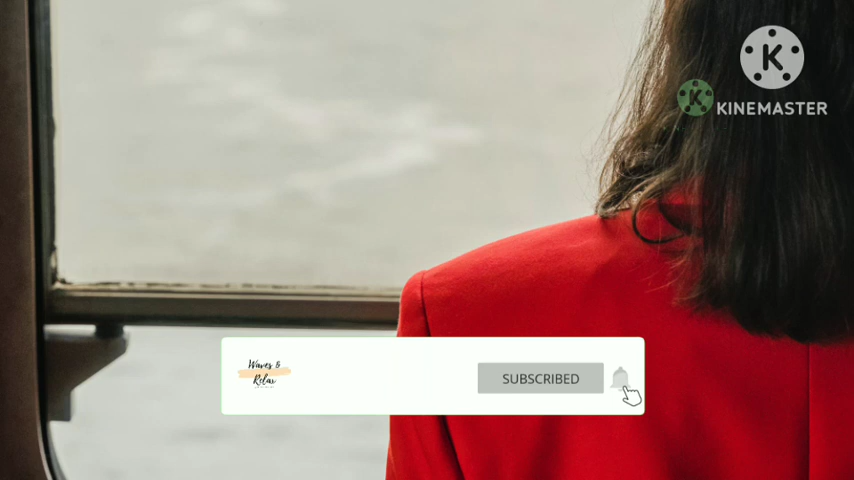 K
K KINEMASTER
Waves &
Relax
SUBSCRIBED